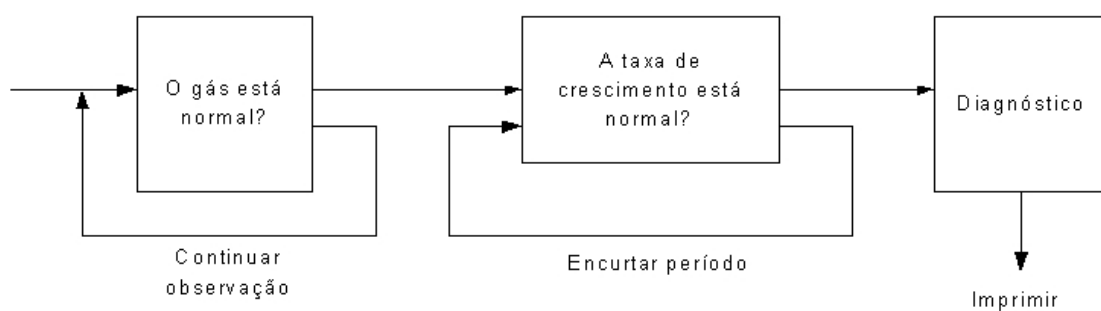 O gás está
normal?
A taxa de
crescimento está
normal?
Diagnóstico
Continuar
observação
Encurtar período
Imprimir